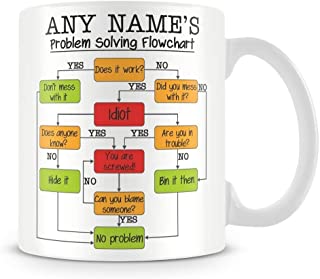 ANY NAME'S
Problem Solving Flowchart
YES
Does it work?
NO
Don't mess
with it
Did you mess
with it?
YES
Idiot
NO
Does anyone
know?
YES
YES
Are you in
trouble?
You are
screwed!
NO
Hide it
NO
NO
Bin it then
Can you blame
someone?
YES
No problem